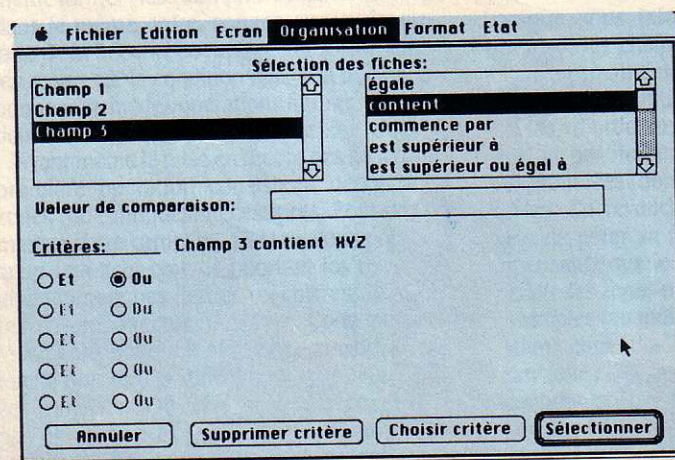 Fichier Edition Ecran Organisation Format Etat
Sélection des fiches:
Champ 1
Champ 2
Champ 3
égale
contient
commence par
est supérieur à
est supérieur ou égal à
Valeur de comparaison:
Critères: Champ 3 contient XYZ
Et Ou
Et Ou
Et Ou
Et Ou
Et Ou
Annuler Supprimer critère Choisir critère Sélectionner